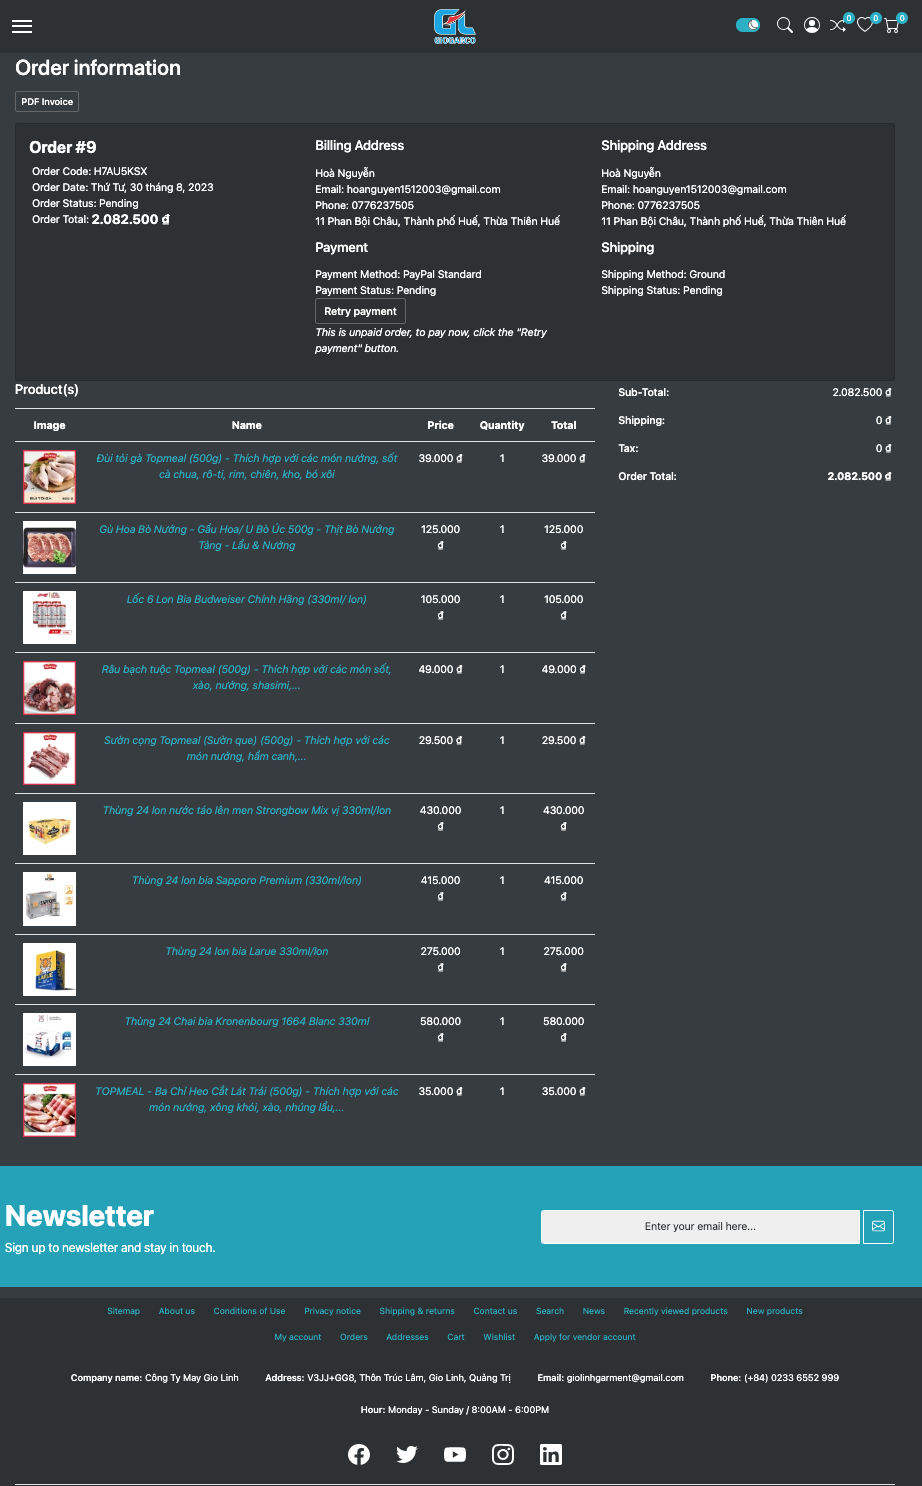 GIOGARCO
0
0
0
Order information
PDF Invoice
Order #9
Order Code: H7AU5KSX
Order Date: Thứ Tư, 30 tháng 8, 2023
Order Status: Pending
Order Total: 2.082.500 ₫
Billing Address
Hoà Nguyễn
Email: hoanguyen1512003@gmail.com
Phone: 0776237505
11 Phan Bội Châu, Thành phố Huế, Thừa Thiên Huế
Payment
Payment Method: PayPal Standard
Payment Status: Pending
Retry payment
This is unpaid order, to pay now, click the "Retry
payment" button.
Shipping Address
Hoà Nguyễn
Email: hoanguyen1512003@gmail.com
Phone: 0776237505
11 Phan Bội Châu, Thành phố Huế, Thừa Thiên Huế
Shipping
Shipping Method: Ground
Shipping Status: Pending
Product(s)
Image Name Price Quantity Total
Đùi tỏi gà Topmeal (500g) - Thích hợp với các món nướng, sốt 39.000 ₫ 1 39.000 ₫
cà chua, rô-ti, rim, chiên, kho, bó xôi
Gù Hoa Bò Nướng - Gầu Hoa/ U Bò Úc 500g - Thịt Bò Nướng 125.000 1 125.000
Tảng - Lẩu & Nướng ₫ ₫
Lốc 6 Lon Bia Budweiser Chính Hãng (330ml/ lon) 105.000 1 105.000
₫ ₫
Râu bạch tuộc Topmeal (500g) - Thích hợp với các món sốt, 49.000 ₫ 1 49.000 ₫
xào, nướng, shasimi,...
Sườn cọng Topmeal (Sườn que) (500g) - Thích hợp với các 29.500 ₫ 1 29.500 ₫
món nướng, hầm canh,...
Thùng 24 lon nước táo lên men Strongbow Mix vị 330ml/lon 430.000 1 430.000
₫ ₫
Thùng 24 lon bia Sapporo Premium (330ml/lon) 415.000 1 415.000
₫ ₫
Thùng 24 lon bia Larue 330ml/lon 275.000 1 275.000
₫ ₫
Thùng 24 Chai bia Kronenbourg 1664 Blanc 330ml 580.000 1 580.000
₫ ₫
TOPMEAL - Ba Chỉ Heo Cắt Lát Trải (500g) - Thích hợp với các 35.000 ₫ 1 35.000 ₫
món nướng, xông khói, xào, nhúng lẩu,...
Sub-Total: 2.082.500 ₫
Shipping: 0 ₫
Tax: 0 ₫
Order Total: 2.082.500 ₫
Newsletter
Sign up to newsletter and stay in touch.
Enter your email here...
Sitemap About us Conditions of Use Privacy notice Shipping & returns Contact us Search News Recently viewed products New products
My account Orders Addresses Cart Wishlist Apply for vendor account
Company name: Công Ty May Gio Linh Address: V3JJ+GG8, Thôn Trúc Lâm, Gio Linh, Quảng Trị Email: giolinhgarment@gmail.com Phone: (+84) 0233 6552 999
Hour: Monday - Sunday / 8:00AM - 6:00PM